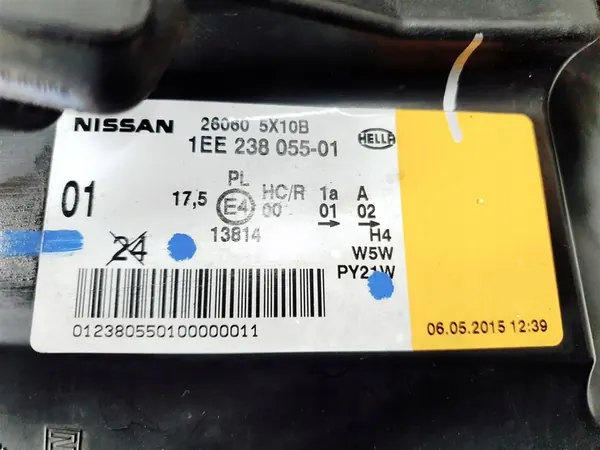 NISSAN 26060 5X10B
1EE 238 055-01 HELLA
PL
01 17,5 E4 HC/R 1a A
00 01 02
13814 H4
24 W5W
PY21W
012380550100000011
06.05.2015 12:39